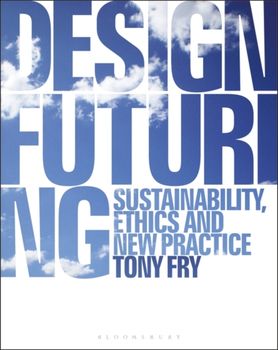 DESIGN
FUTURI
NG
SUSTAINABILITY,
ETHICS AND
NEW PRACTICE
TONY FRY
BLOOMSBURY